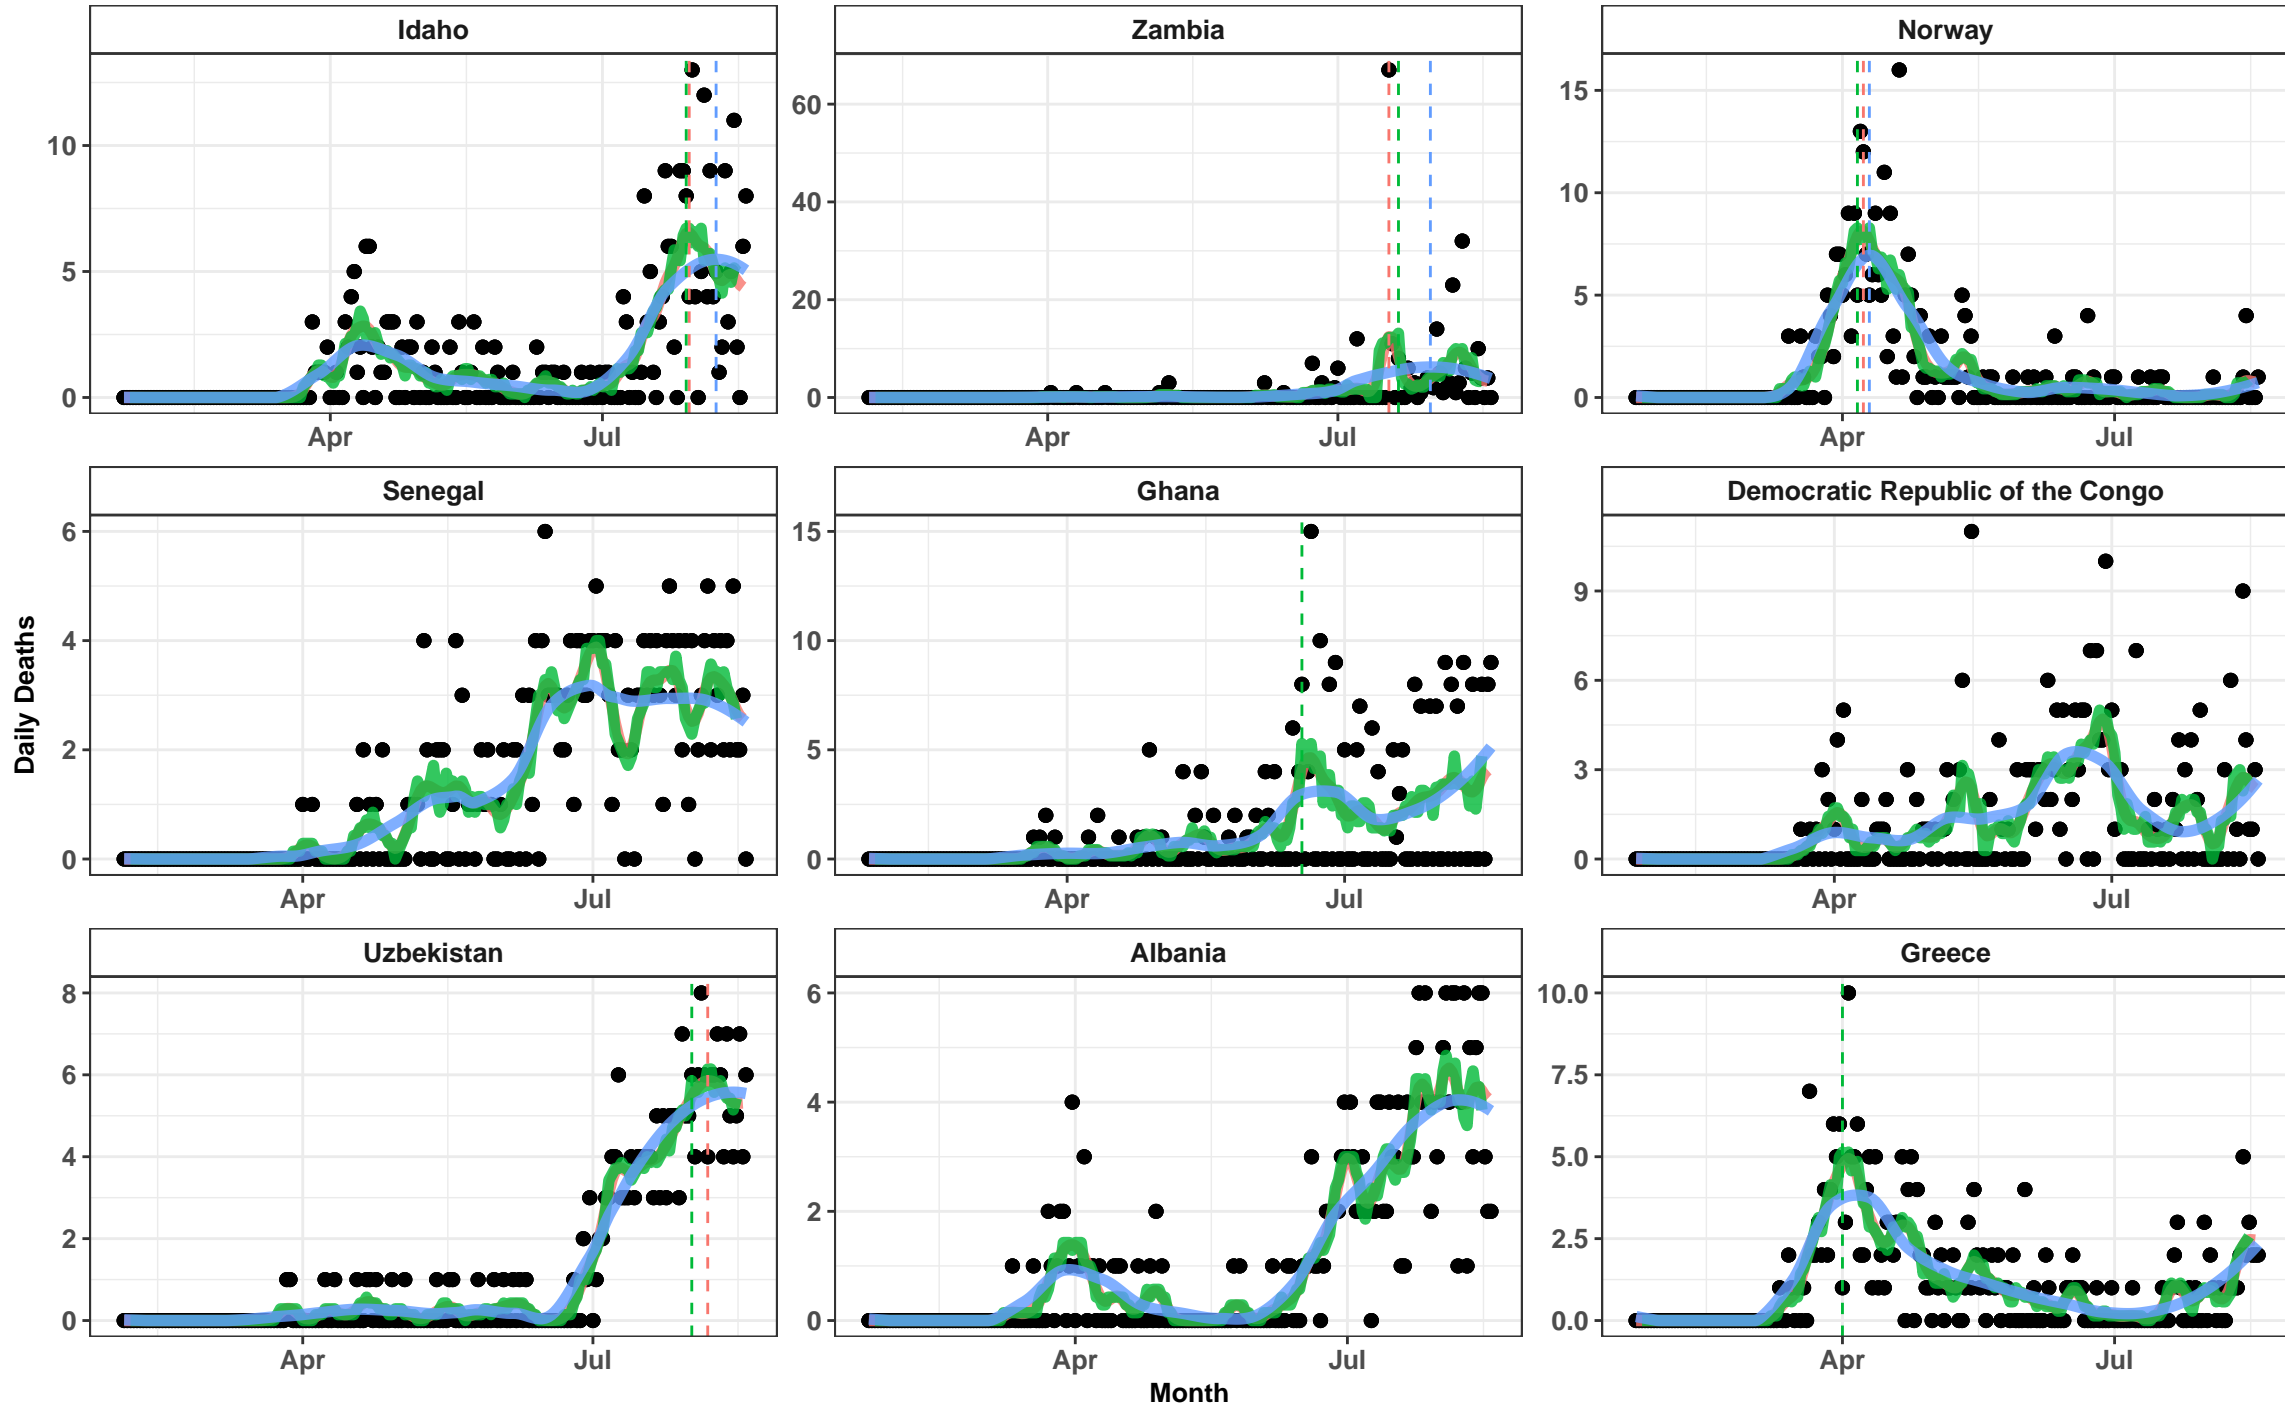 Idaho
Zambia
Norway
10
5
0
60
40
20
0
15
10
5
0
Apr
Jul
Apr
Jul
Apr
Jul
Senegal
Ghana
Democratic Republic of the Congo
6
4
2
0
15
10
5
0
9
6
3
0
Apr
Jul
Apr
Jul
Apr
Jul
Daily Deaths
Uzbekistan
Albania
Greece
8
6
4
2
0
6
4
2
0
10.0
7.5
5.0
2.5
0.0
Apr
Jul
Apr
Jul
Apr
Jul
Month